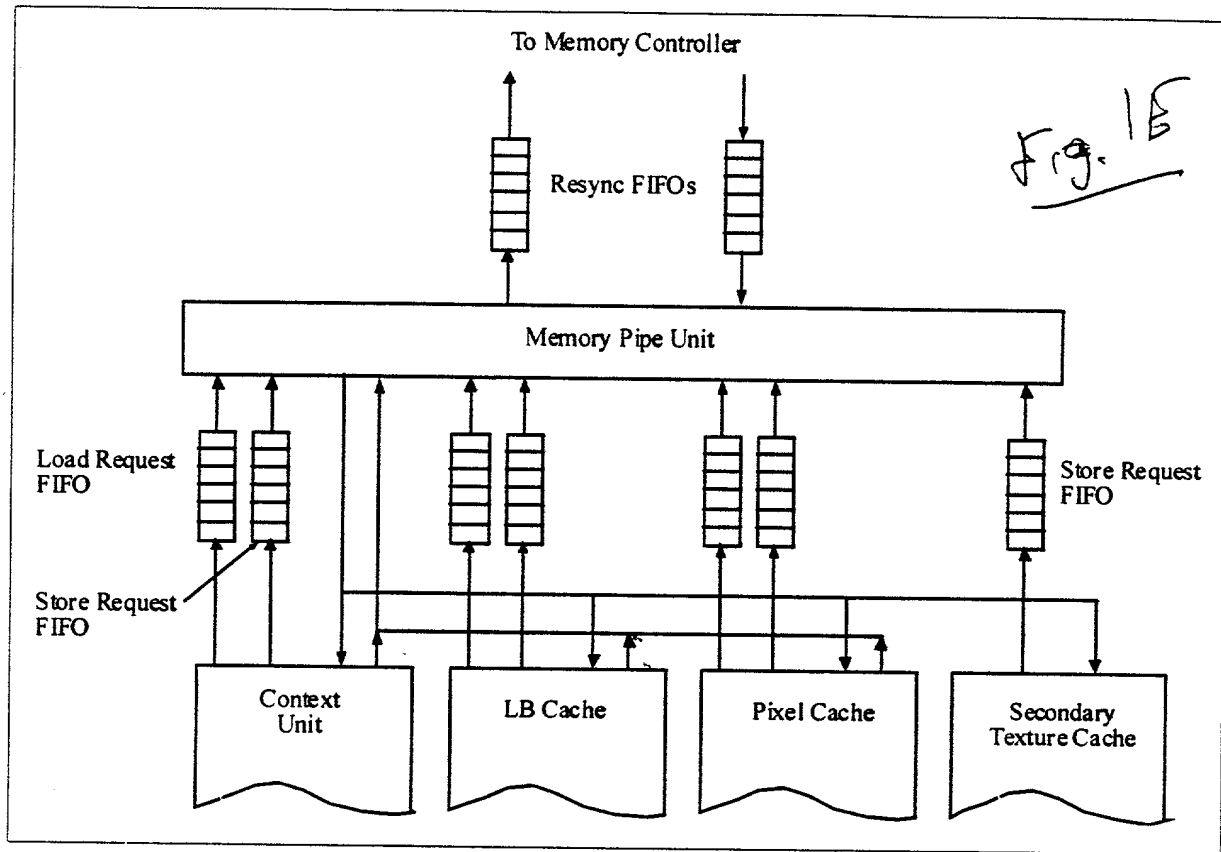 To Memory Controller
Fig. 1E
Resync FIFOs
Memory Pipe Unit
Load Request
FIFO
Store Request
FIFO
Store Request
FIFO
Context
Unit
LB Cache
Pixel Cache
Secondary
Texture Cache